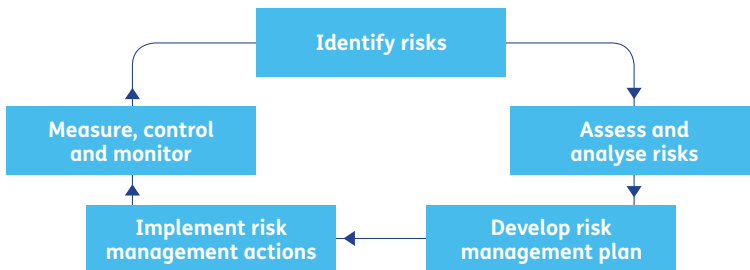 Identify risks
Assess and
analyse risks
Develop risk
management plan
Implement risk
management actions
Measure, control
and monitor